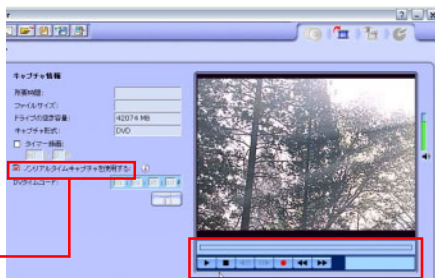 キャプチャ情報
所要時間:
ファイルサイズ:
ドライブの空き容量: 42074 MB
キャプチャ形式: DVD
タイマー録画:
ノンリアルタイムキャプチャを使用する:
DVタイムコード: